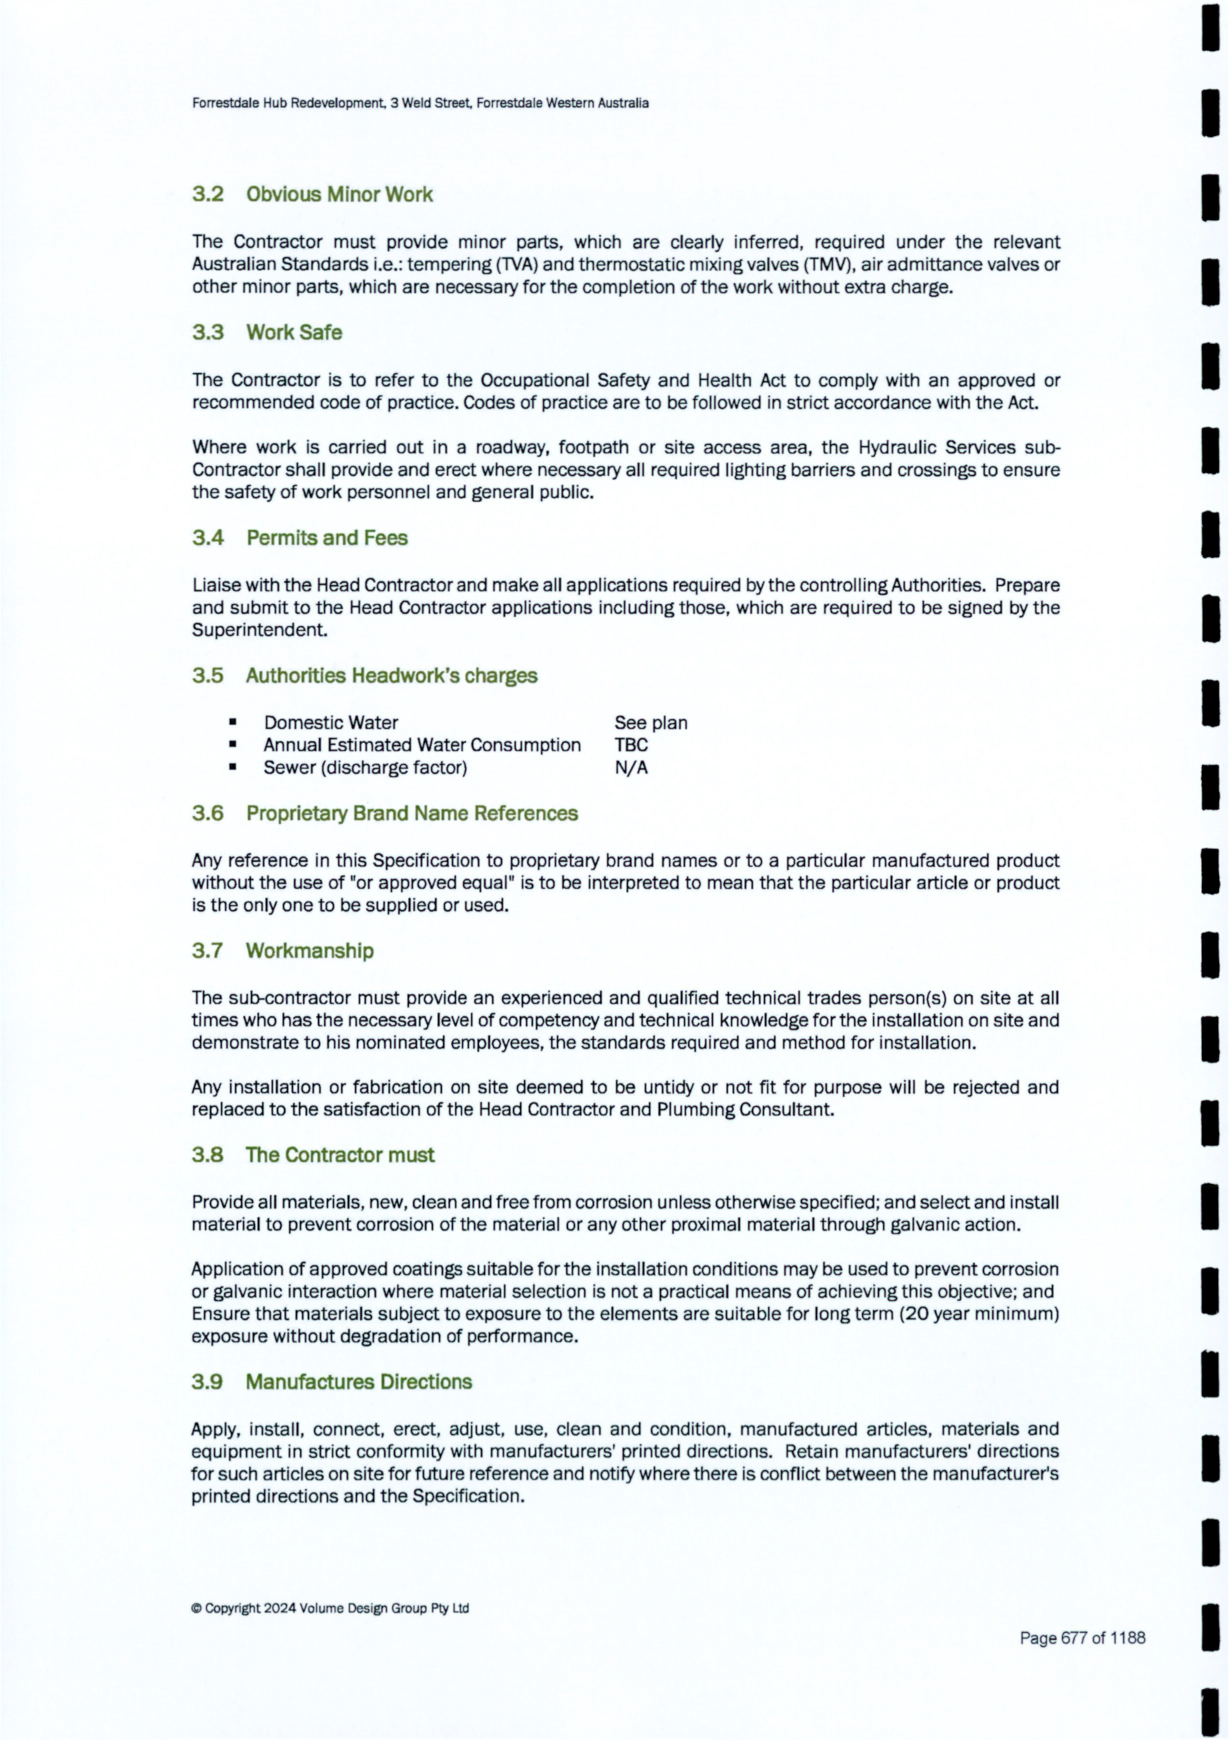 Forrestdale Hub Redevelopment, 3 Weld Street, Forrestdale Western Australia
3.2 Obvious Minor Work
The Contractor must provide minor parts, which are clearly inferred, required under the relevant
Australian Standards i.e.: tempering (TVA) and thermostatic mixing valves (TMV), air admittance valves or
other minor parts, which are necessary for the completion of the work without extra charge.
3.3 Work Safe
The Contractor is to refer to the Occupational Safety and Health Act to comply with an approved or
recommended code of practice. Codes of practice are to be followed in strict accordance with the Act.
Where work is carried out in a roadway, footpath or site access area, the Hydraulic Services sub-
Contractor shall provide and erect where necessary all required lighting barriers and crossings to ensure
the safety of work personnel and general public.
3.4 Permits and Fees
Liaise with the Head Contractor and make all applications required by the controlling Authorities. Prepare
and submit to the Head Contractor applications including those, which are required to be signed by the
Superintendent.
3.5 Authorities Headwork's charges
▪ Domestic Water See plan
▪ Annual Estimated Water Consumption TBC
▪ Sewer (discharge factor) N/A
3.6 Proprietary Brand Name References
Any reference in this Specification to proprietary brand names or to a particular manufactured product
without the use of "or approved equal" is to be interpreted to mean that the particular article or product
is the only one to be supplied or used.
3.7 Workmanship
The sub-contractor must provide an experienced and qualified technical trades person(s) on site at all
times who has the necessary level of competency and technical knowledge for the installation on site and
demonstrate to his nominated employees, the standards required and method for installation.
Any installation or fabrication on site deemed to be untidy or not fit for purpose will be rejected and
replaced to the satisfaction of the Head Contractor and Plumbing Consultant.
3.8 The Contractor must
Provide all materials, new, clean and free from corrosion unless otherwise specified; and select and install
material to prevent corrosion of the material or any other proximal material through galvanic action.
Application of approved coatings suitable for the installation conditions may be used to prevent corrosion
or galvanic interaction where material selection is not a practical means of achieving this objective; and
Ensure that materials subject to exposure to the elements are suitable for long term (20 year minimum)
exposure without degradation of performance.
3.9 Manufactures Directions
Apply, install, connect, erect, adjust, use, clean and condition, manufactured articles, materials and
equipment in strict conformity with manufacturers' printed directions. Retain manufacturers' directions
for such articles on site for future reference and notify where there is conflict between the manufacturer's
printed directions and the Specification.
© Copyright 2024 Volume Design Group Pty Ltd
Page 677 of 1188